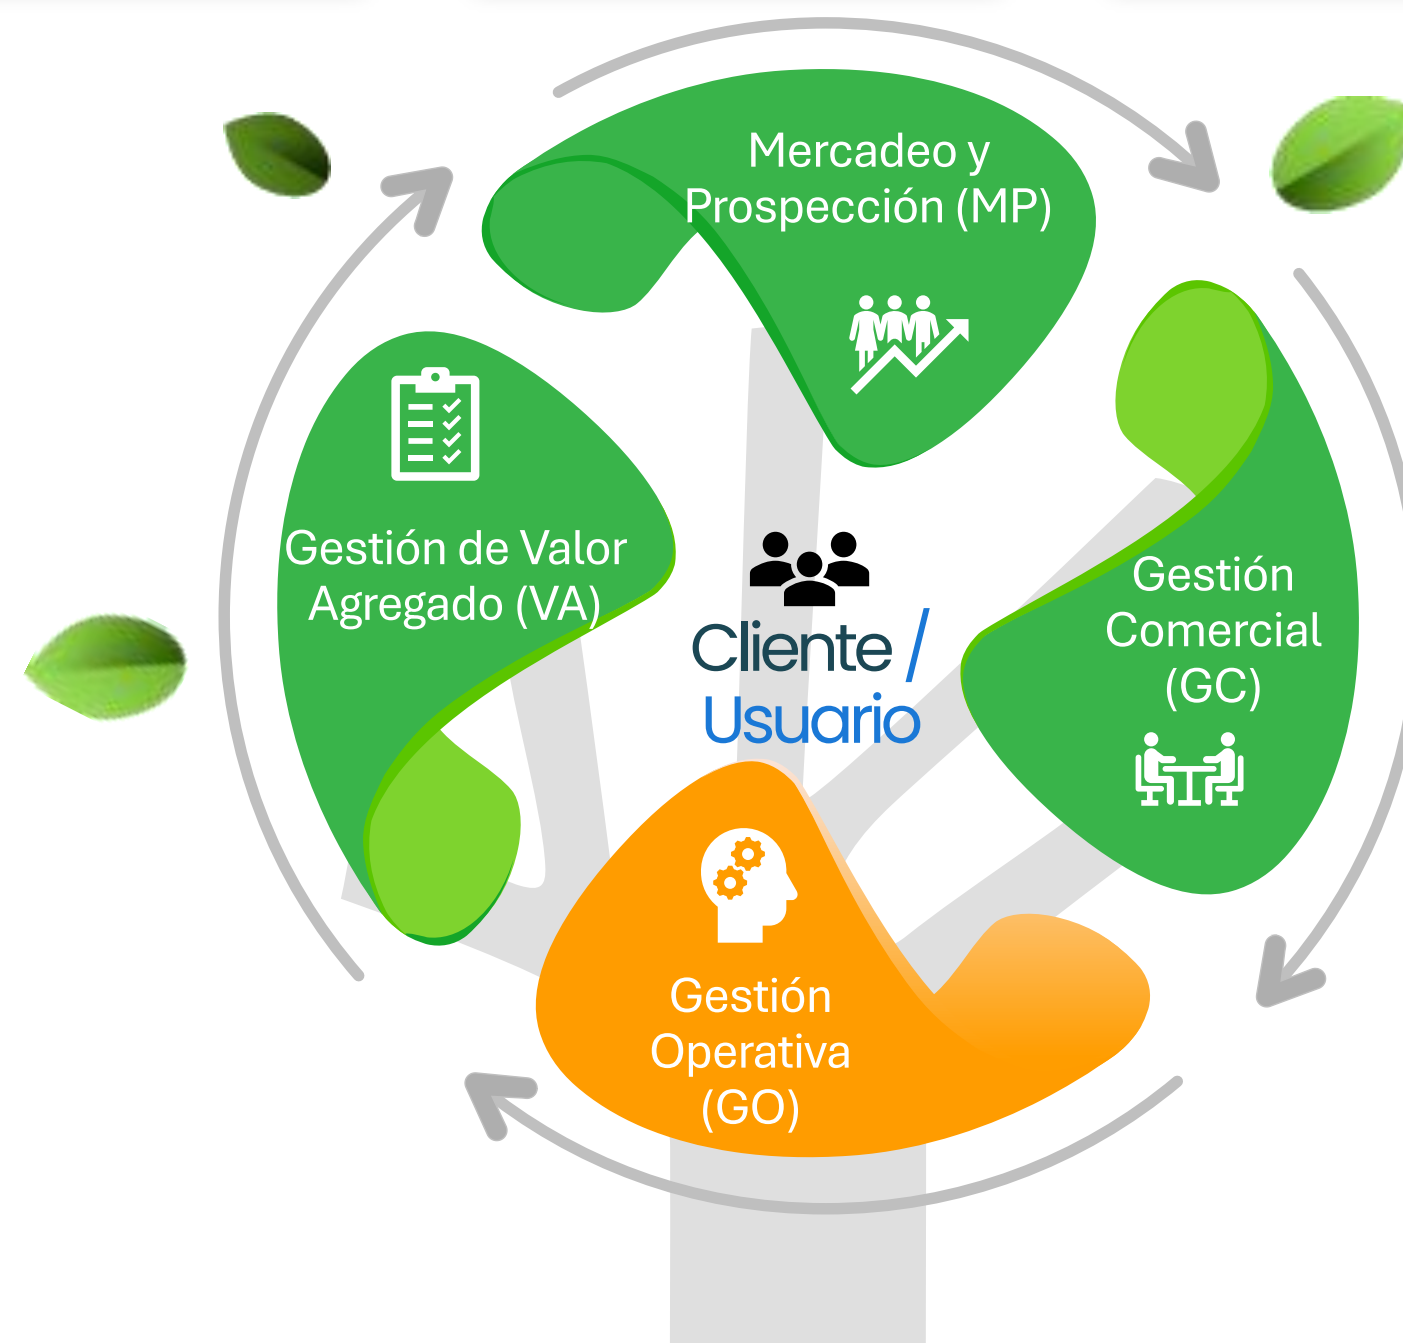 Mercadeo y
Prospección (MP)
Gestión de Valor
Agregado (VA)
Cliente /
Usuario
Gestión
Comercial
(GC)
Gestión
Operativa
(GO)